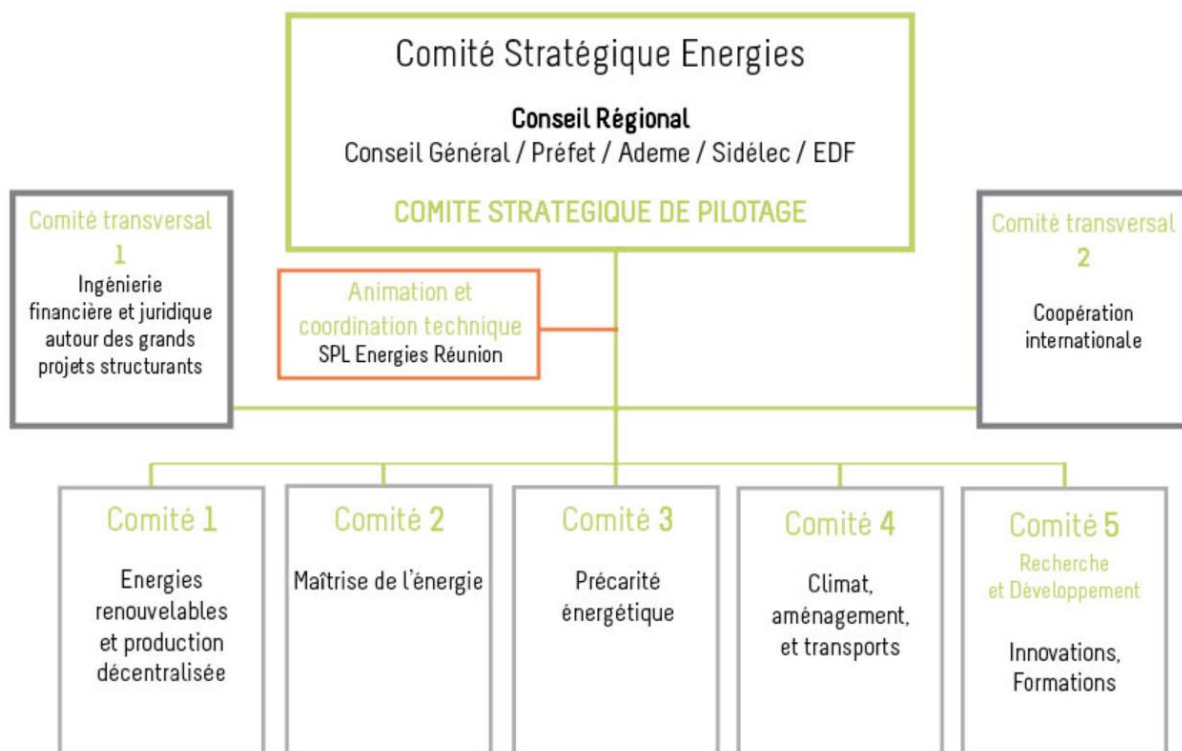 Comité Stratégique Energies
Conseil Régional
Conseil Général / Préfet / Ademe / Sidélec / EDF
COMITE STRATEGIQUE DE PILOTAGE
Comité transversal
1
Ingénierie
financière et juridique
autour des grands
projets structurants
Animation et
coordination technique
SPL Energies Réunion
Comité transversal
2
Coopération
internationale
Comité 1
Energies
renouvelables
et production
décentralisée
Comité 2
Maîtrise de l'énergie
Comité 3
Précarité
énergétique
Comité 4
Climat,
aménagement,
et transports
Comité 5
Recherche
et Développement
Innovations,
Formations